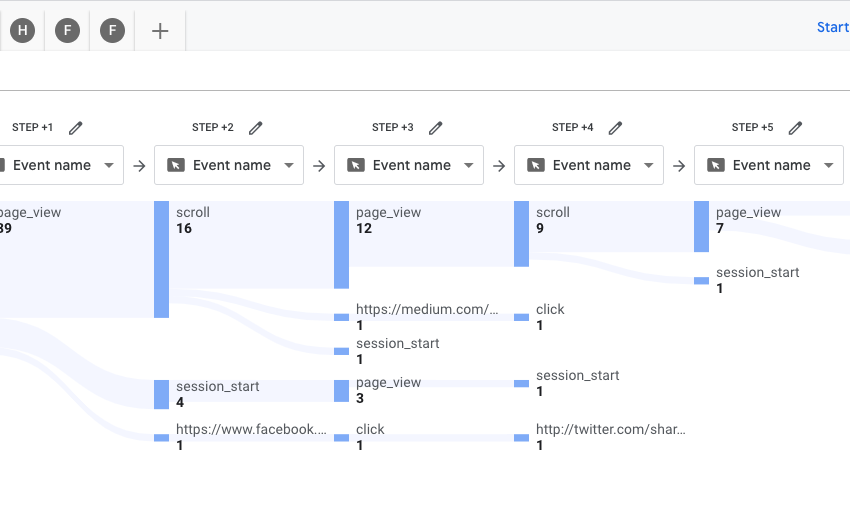 H
F
F
Start
STEP +1
STEP +2
STEP +3
STEP +4
STEP +5
Event name
Event name
Event name
Event name
Event name
page_view
39
scroll
16
page_view
12
scroll
9
page_view
7
session_start
1
https://medium.com/...
1
click
1
session_start
1
session_start
4
page_view
3
session_start
1
https://www.facebook....
1
click
1
http://twitter.com/shar...
1